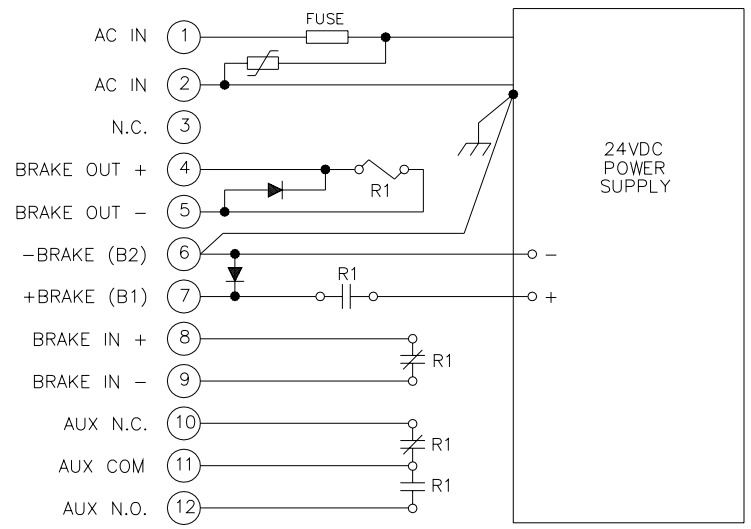 FUSE
AC IN 1
AC IN 2
N.C. 3
24VDC
POWER
SUPPLY
BRAKE OUT + 4
R1
BRAKE OUT - 5
-BRAKE (B2) 6 -
R1
+BRAKE (B1) 7 +
BRAKE IN + 8
R1
BRAKE IN - 9
AUX N.C. 10
R1
AUX COM 11
R1
AUX N.O. 12